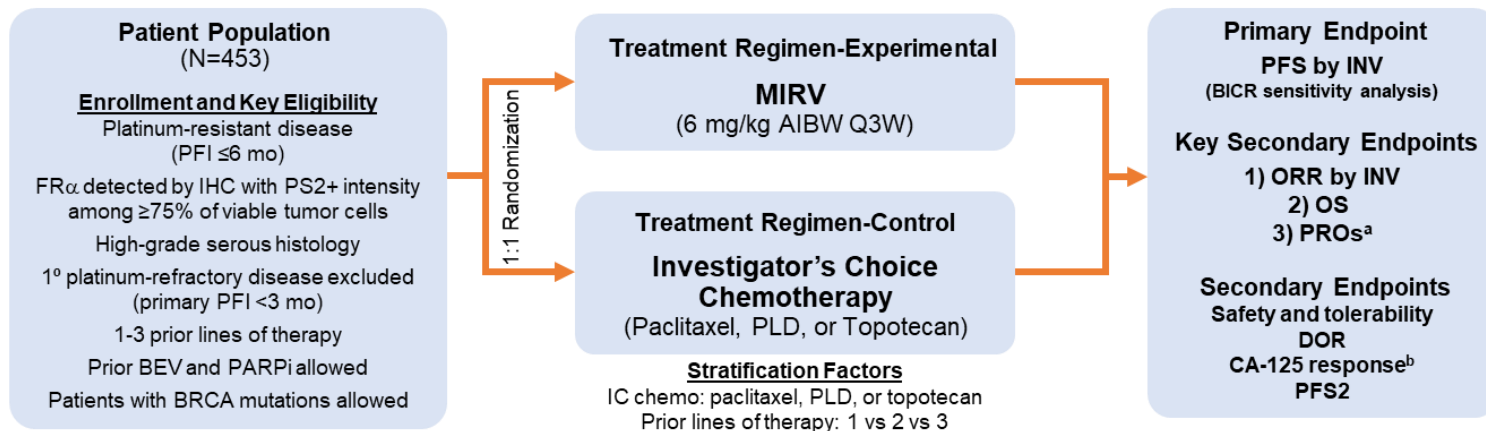 Patient Population
(N=453)
Enrollment and Key Eligibility
Platinum-resistant disease
(PFI ≤6 mo)
FRα detected by IHC with PS2+ intensity
among ≥75% of viable tumor cells
High-grade serous histology
1º platinum-refractory disease excluded
(primary PFI <3 mo)
1-3 prior lines of therapy
Prior BEV and PARPi allowed
Patients with BRCA mutations allowed
1:1 Randomization
Treatment Regimen-Experimental
MIRV
(6 mg/kg AIBW Q3W)
Treatment Regimen-Control
Investigator’s Choice
Chemotherapy
(Paclitaxel, PLD, or Topotecan)
Stratification Factors
IC chemo: paclitaxel, PLD, or topotecan
Prior lines of therapy: 1 vs 2 vs 3
Primary Endpoint
PFS by INV
(BICR sensitivity analysis)
Key Secondary Endpoints
1) ORR by INV
2) OS
3) PROsᵃ
Secondary Endpoints
Safety and tolerability
DOR
CA-125 responseᵇ
PFS2